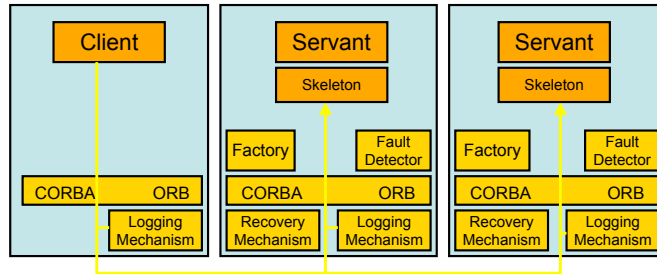 Client
Servant
Servant
Skeleton
Skeleton
Factory
Fault
Detector
Factory
Fault
Detector
CORBA ORB
CORBA ORB
CORBA ORB
Logging
Mechanism
Recovery
Mechanism
Logging
Mechanism
Recovery
Mechanism
Logging
Mechanism